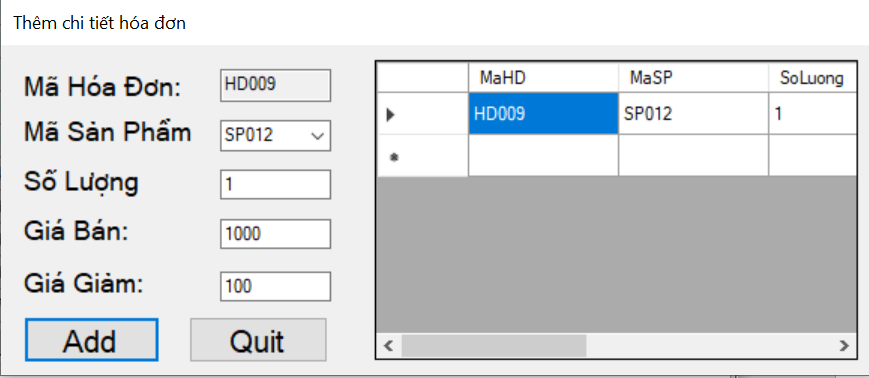 Thêm chi tiết hóa đơn
Mã Hóa Đơn: HD009
Mã Sản Phẩm SP012
Số Lượng 1
Giá Bán: 1000
Giá Giảm: 100
Add Quit
MaHD MaSP SoLuong
HD009 SP012 1